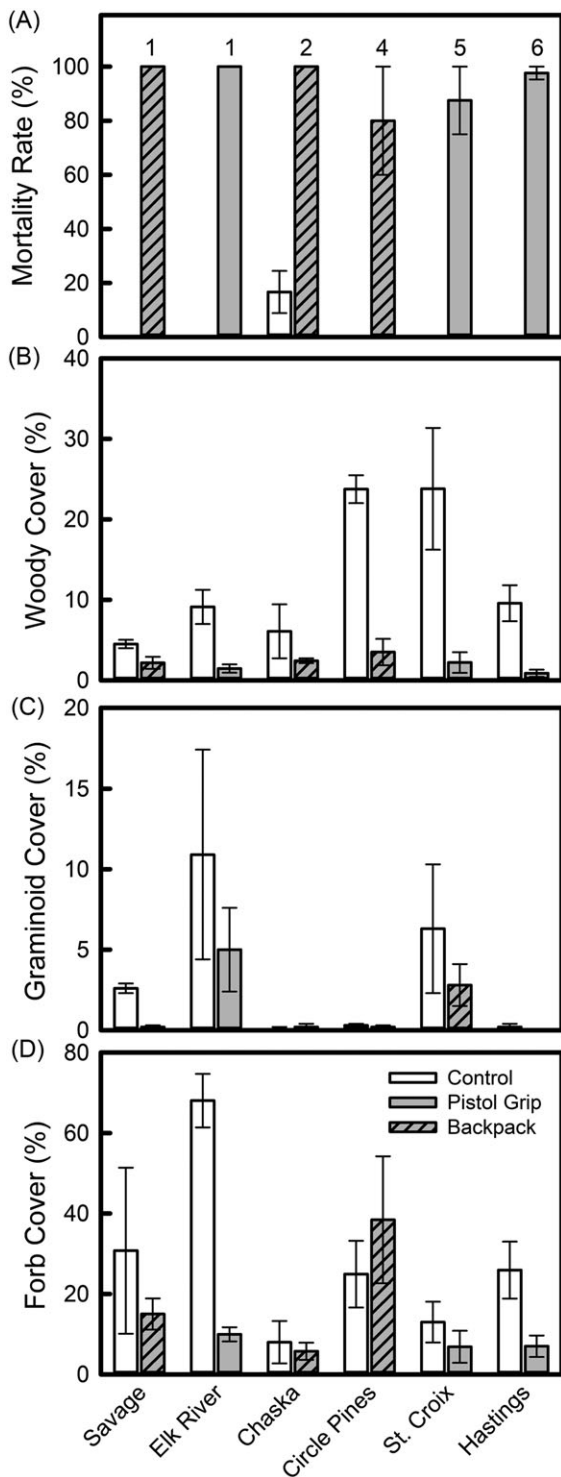 (A)
1 1 2 4 5 6
Mortality Rate (%)
100
80
60
40
20
0
(B)
Woody Cover (%)
40
30
20
10
0
(C)
Graminoid Cover (%)
20
15
10
5
0
(D)
Forb Cover (%)
80
60
40
20
0
Control
Pistol Grip
Backpack
Savage
Elk River
Chaska
Circle Pines
St. Croix
Hastings